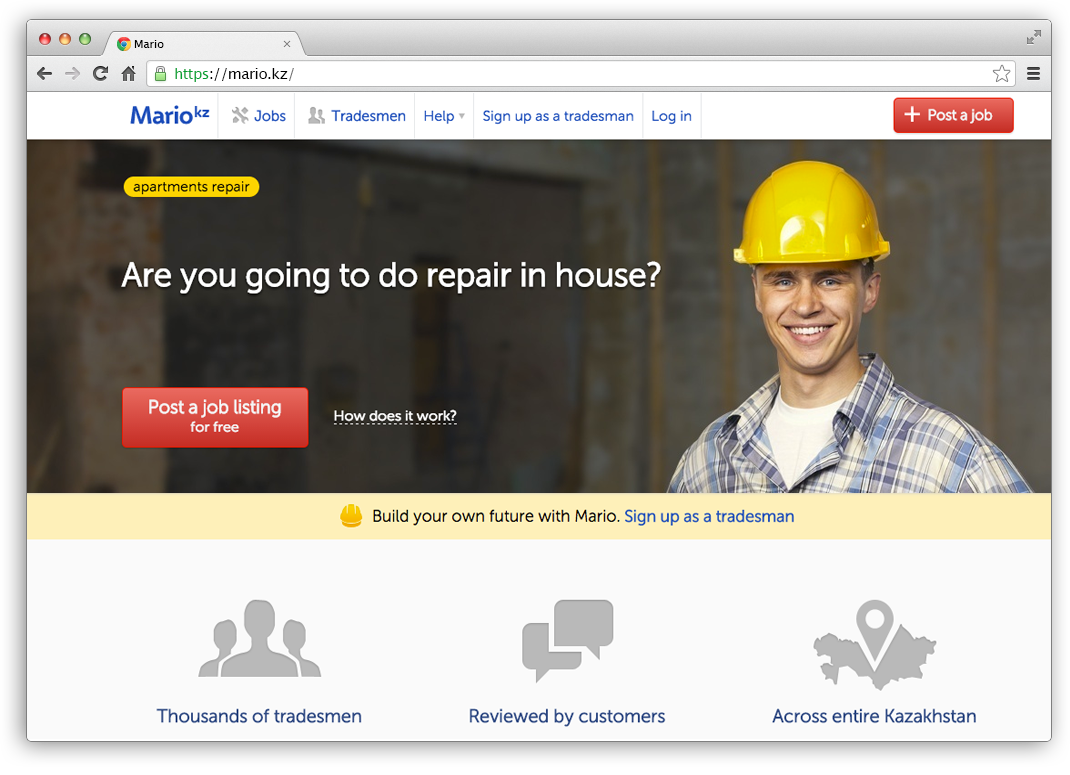 Mario
https://mario.kz/
Mariokz
Jobs
Tradesmen
Help
Sign up as a tradesman
Log in
+ Post a job
apartments repair
Are you going to do repair in house?
Post a job listing
for free
How does it work?
Build your own future with Mario. Sign up as a tradesman
Thousands of tradesmen
Reviewed by customers
Across entire Kazakhstan